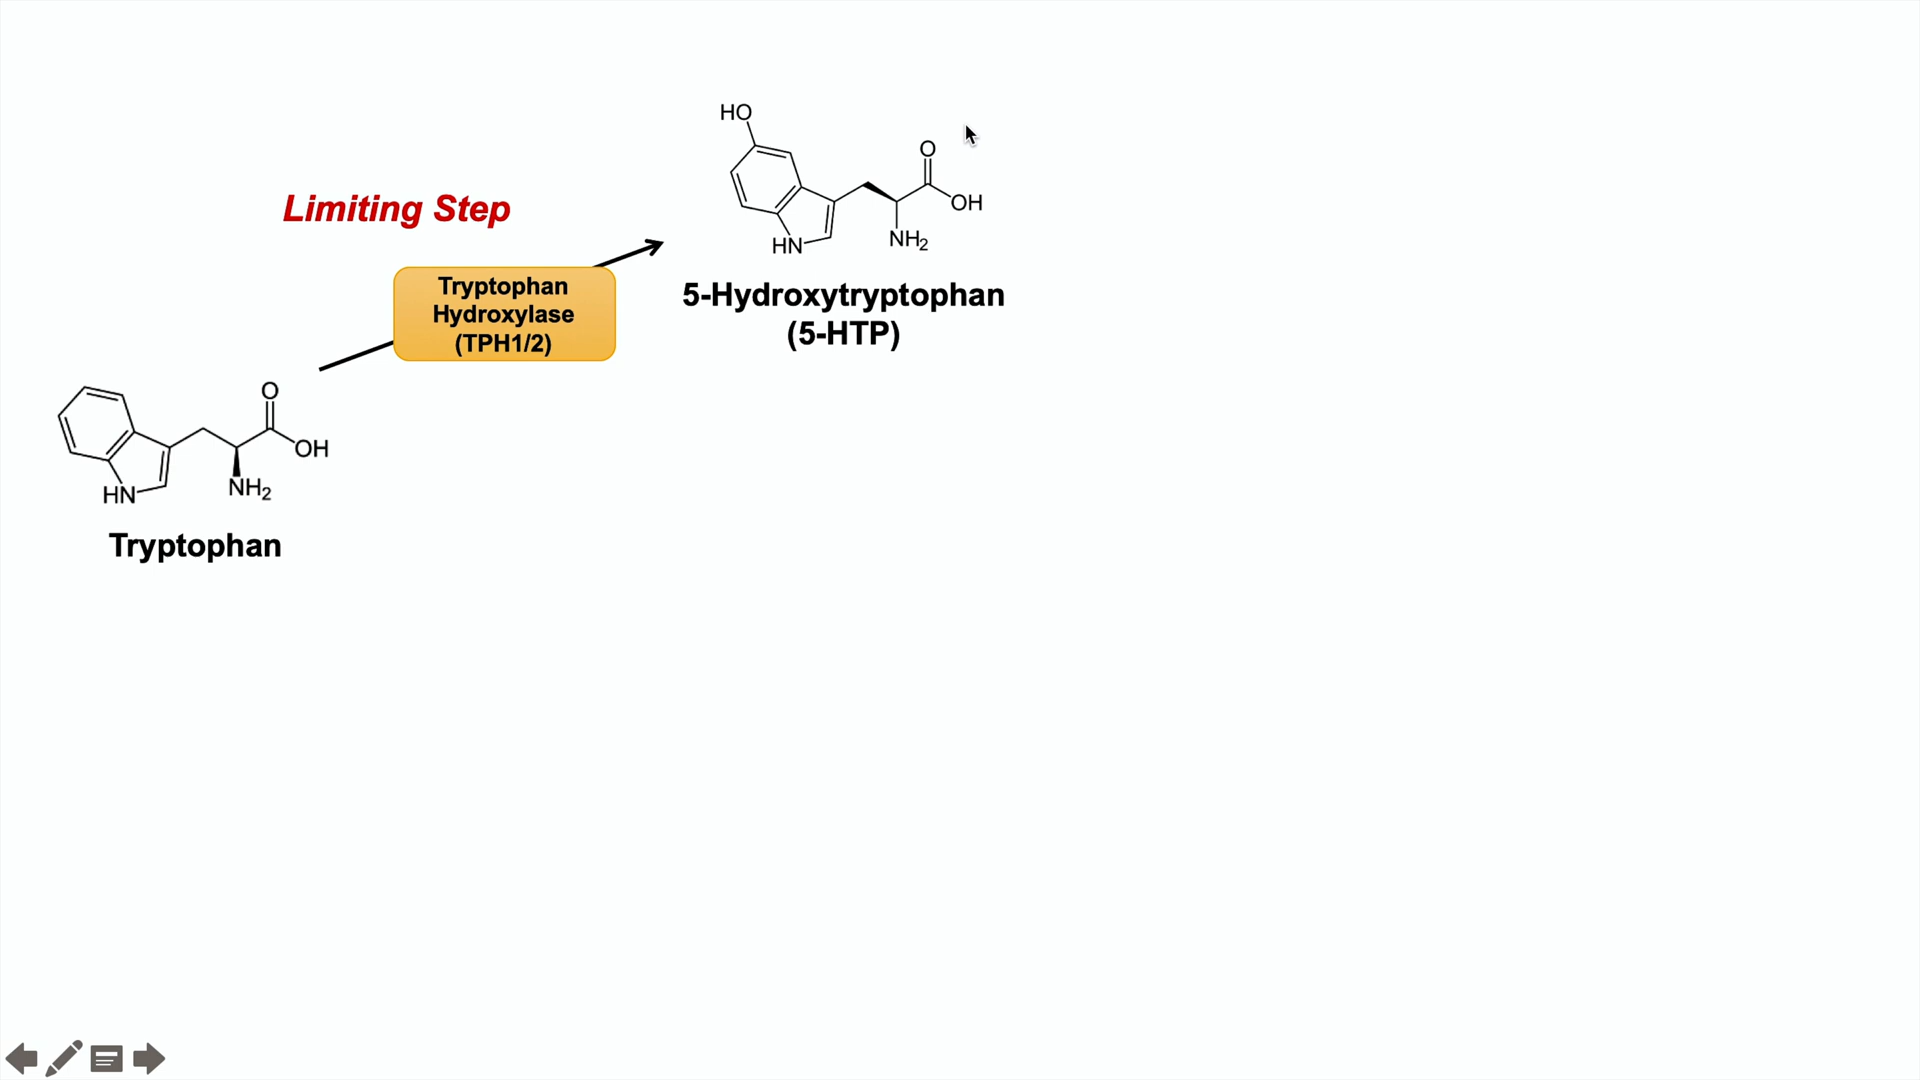 HO
O
OH
NH2
HN
Limiting Step
Tryptophan
Hydroxylase
(TPH1/2)
5-Hydroxytryptophan
(5-HTP)
O
OH
NH2
HN
Tryptophan